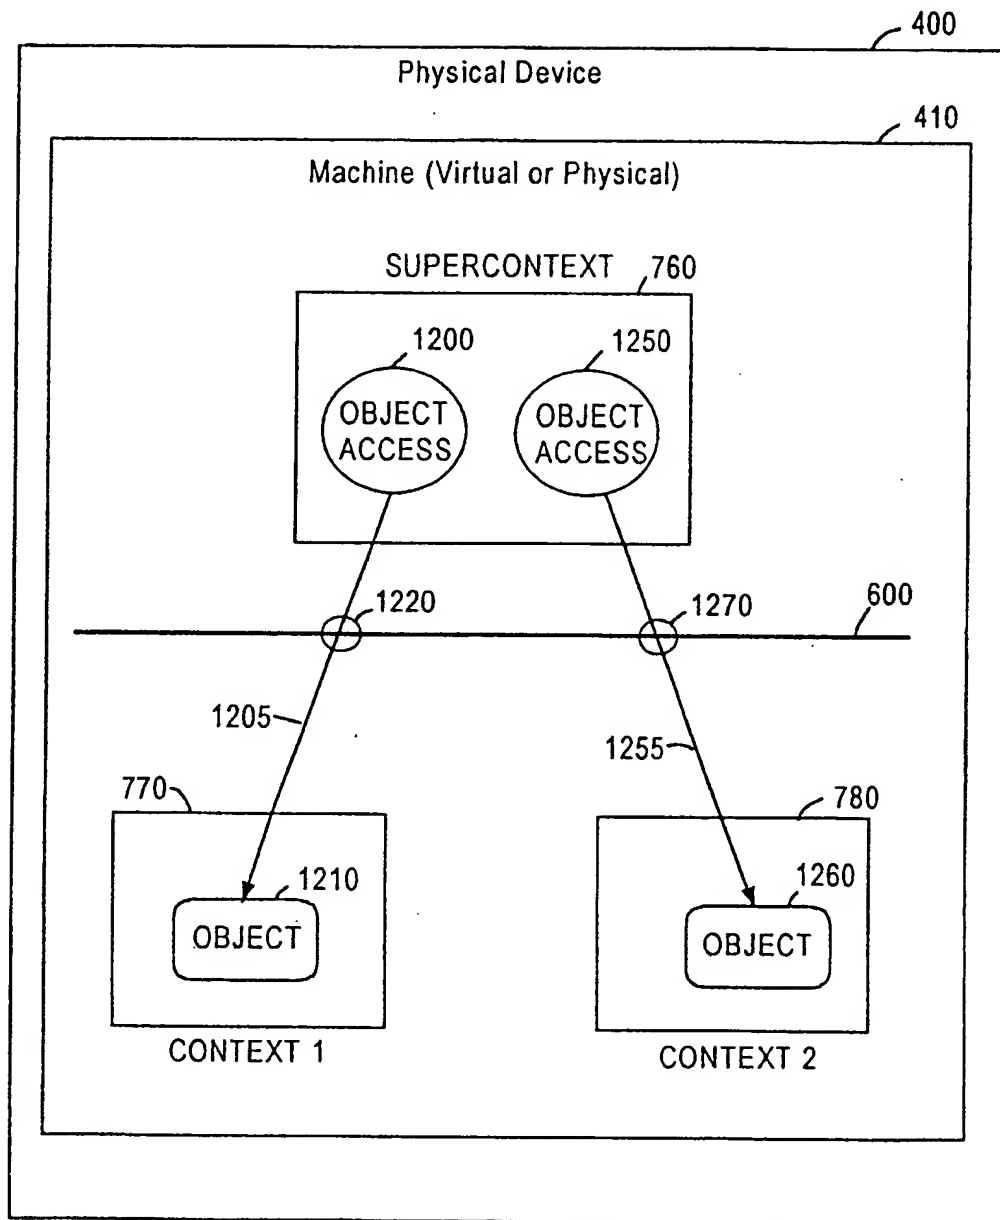 400
Physical Device
410
Machine (Virtual or Physical)
SUPERCONTEXT
760
1200
1250
OBJECT
ACCESS
OBJECT
ACCESS
1220
1270
600
1205
1255
770
780
1210
1260
OBJECT
OBJECT
CONTEXT 1
CONTEXT 2